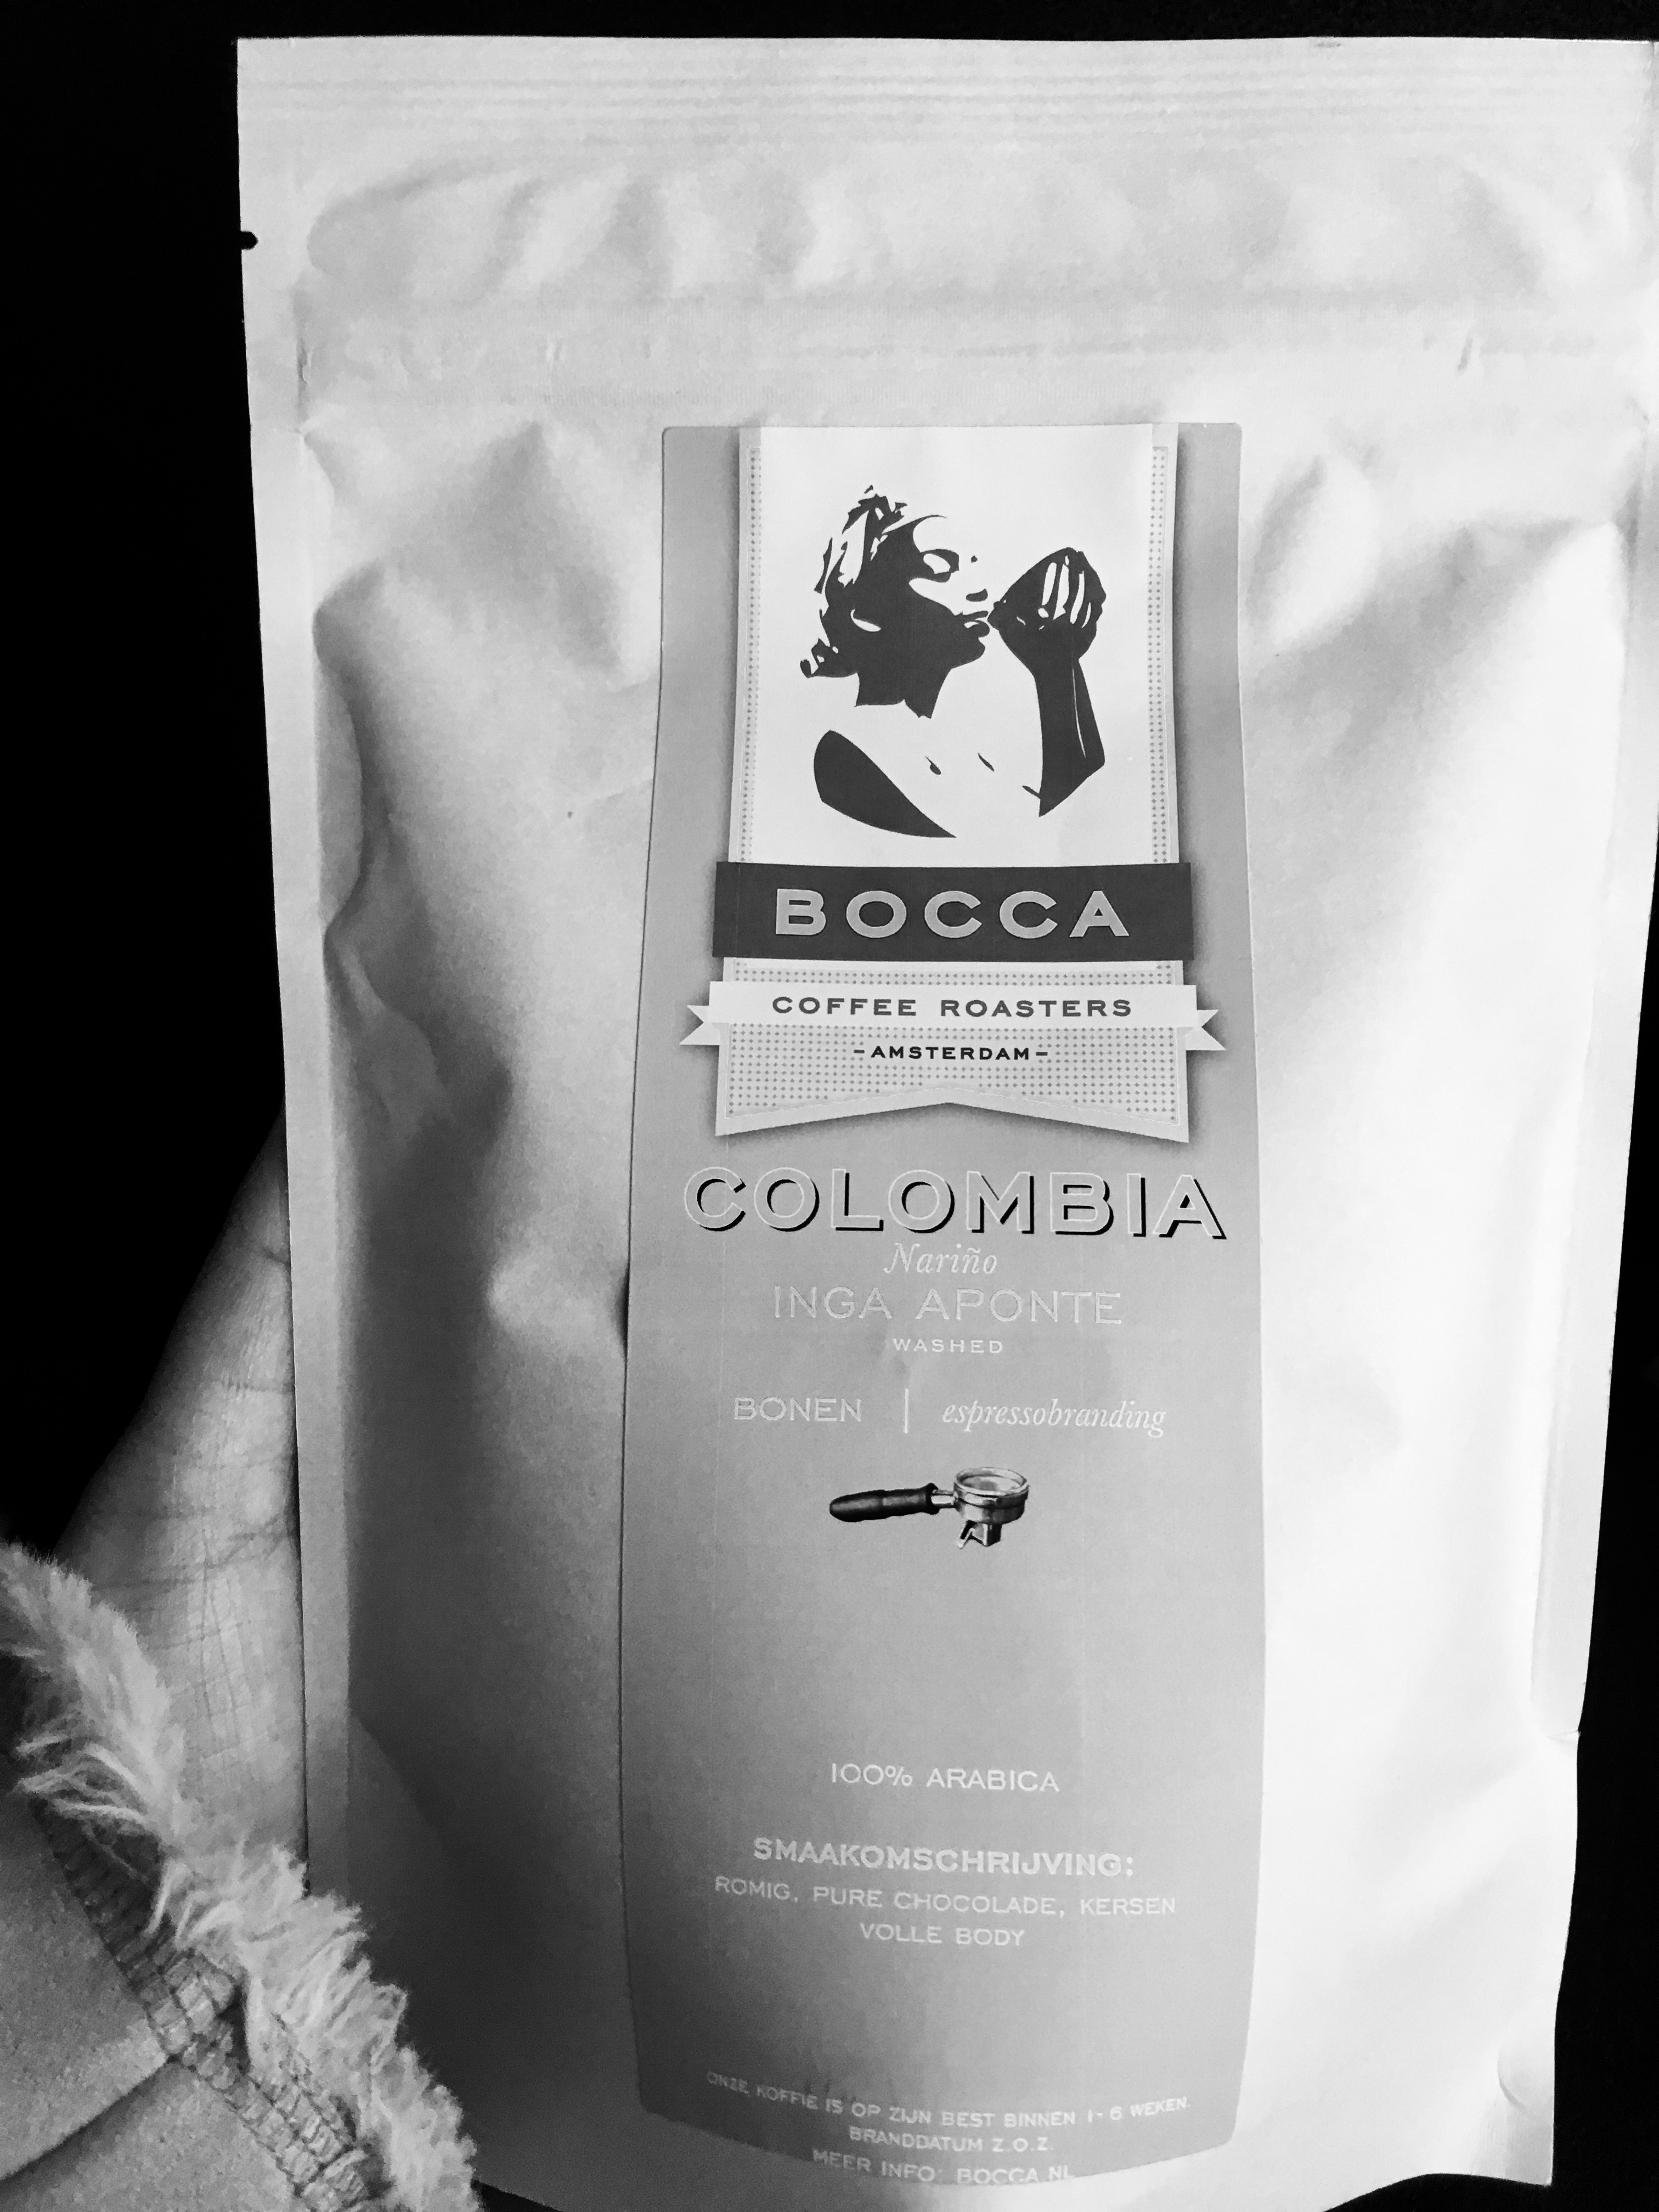 BOCCA
COFFEE ROASTERS
-AMSTERDAM-
COLOMBIA
Nariño
INGA APONTE
WASHED
BONEN | espressobranding
100% ARABICA
SMAAKOMSCHRIJVING:
ROMIG, PURE CHOCOLADE, KERSEN
VOLLE BODY
ONZE KOFFIE IS OP ZIJN BEST BINNEN 1-6 WEKEN.
BRANDDATUM Z.O.Z.
MEER INFO: BOCCA.NL